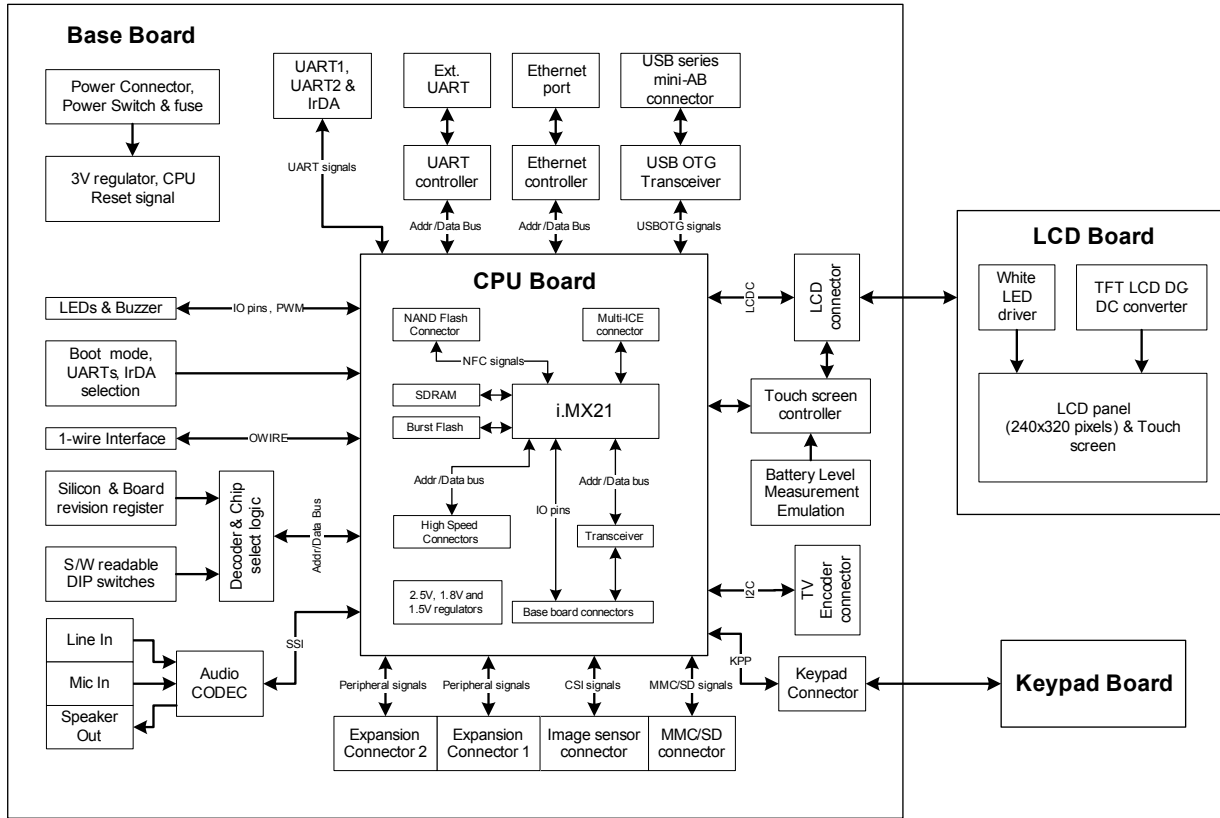 Base Board
Power Connector,
Power Switch & fuse
3V regulator, CPU
Reset signal
UART1,
UART2 &
IrDA
UART signals
Ext.
UART
UART
controller
Addr/Data Bus
Ethernet
port
Ethernet
controller
Addr/Data Bus
USB series
mini-AB
connector
USB OTG
Transceiver
USBOTG signals
LEDs & Buzzer
IO pins, PWM
Boot mode,
UARTs, IrDA
selection
1-wire Interface
OWIRE
Silicon & Board
revision register
S/W readable
DIP switches
Decoder & Chip
select logic
Addr/Data Bus
Line In
Mic In
Speaker
Out
Audio
CODEC
SSI
CPU Board
NAND Flash
Connector
Multi-ICE
connector
NFC signals
SDRAM
Burst Flash
i.MX21
Addr/Data bus
IO pins
Addr/Data bus
High Speed
Connectors
Transceiver
2.5V, 1.8V and
1.5V regulators
Base board connectors
LCDC
LCD
connector
Touch screen
controller
Battery Level
Measurement
Emulation
I2C
TV
Encoder
connector
KPP
Keypad
Connector
Peripheral signals
Peripheral signals
CSI signals
MMC/SD signals
Expansion
Connector 2
Expansion
Connector 1
Image sensor
connector
MMC/SD
connector
LCD Board
White
LED
driver
TFT LCD DG
DC converter
LCD panel
(240x320 pixels) & Touch
screen
Keypad Board